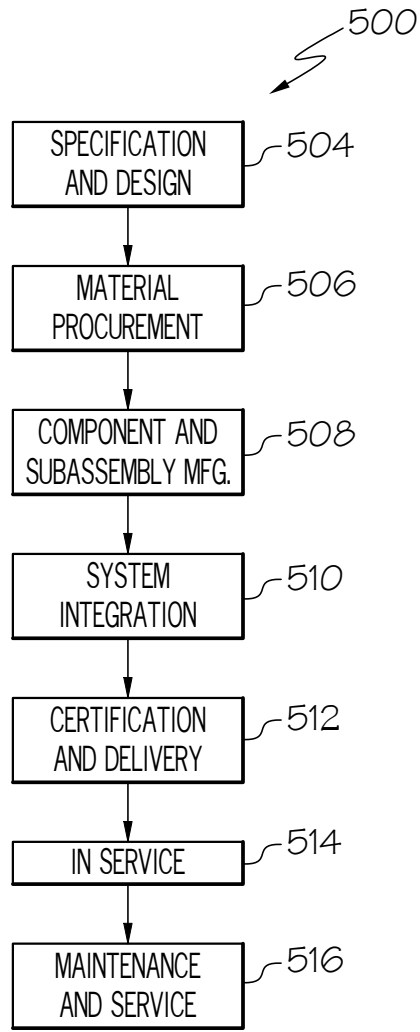 500
SPECIFICATION
AND DESIGN
504
MATERIAL
PROCUREMENT
506
COMPONENT AND
SUBASSEMBLY MFG.
508
SYSTEM
INTEGRATION
510
CERTIFICATION
AND DELIVERY
512
IN SERVICE
514
MAINTENANCE
AND SERVICE
516